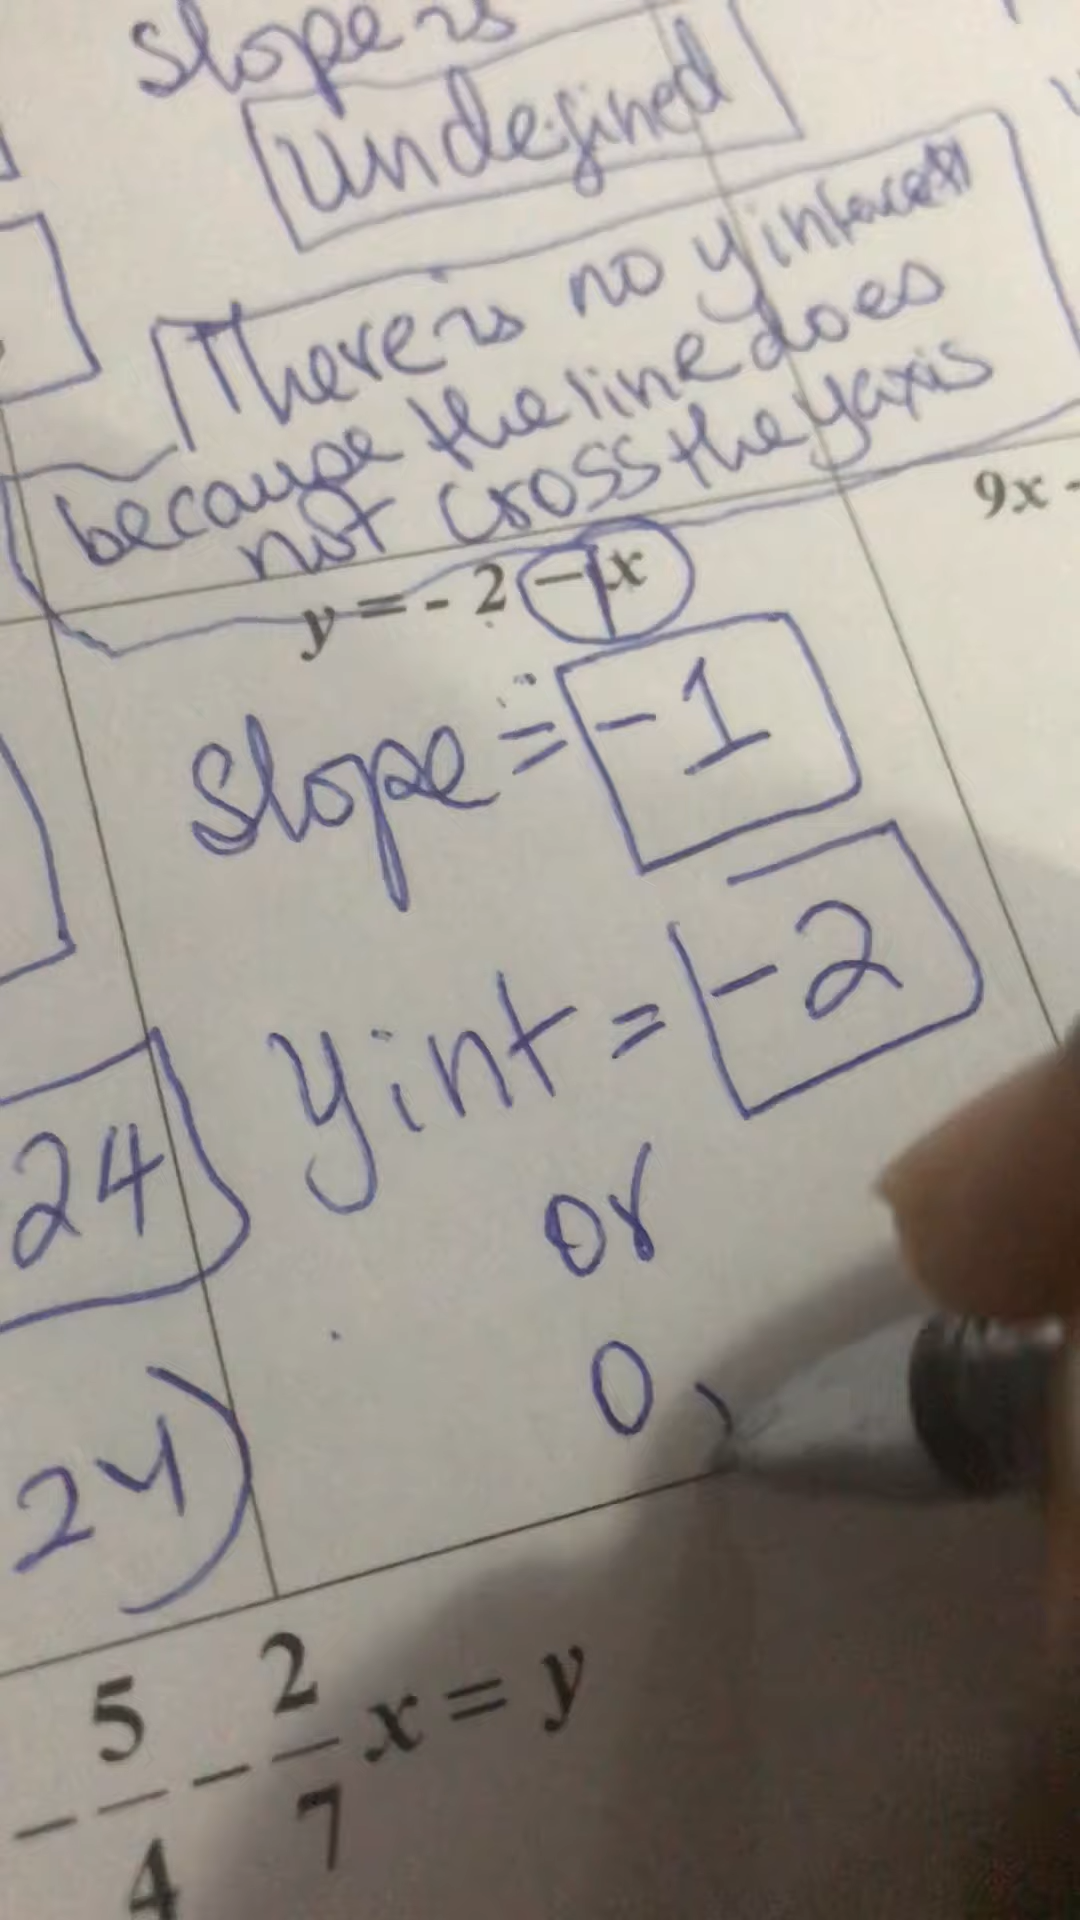 Slope is
undefined
There is no y intercept
because the line does
not cross the y axis
9x -
y = - 2 - 1x
Slope = - 1
y int = - 2
24
or
0,
24)
- 5/4 - 2/7 x = y